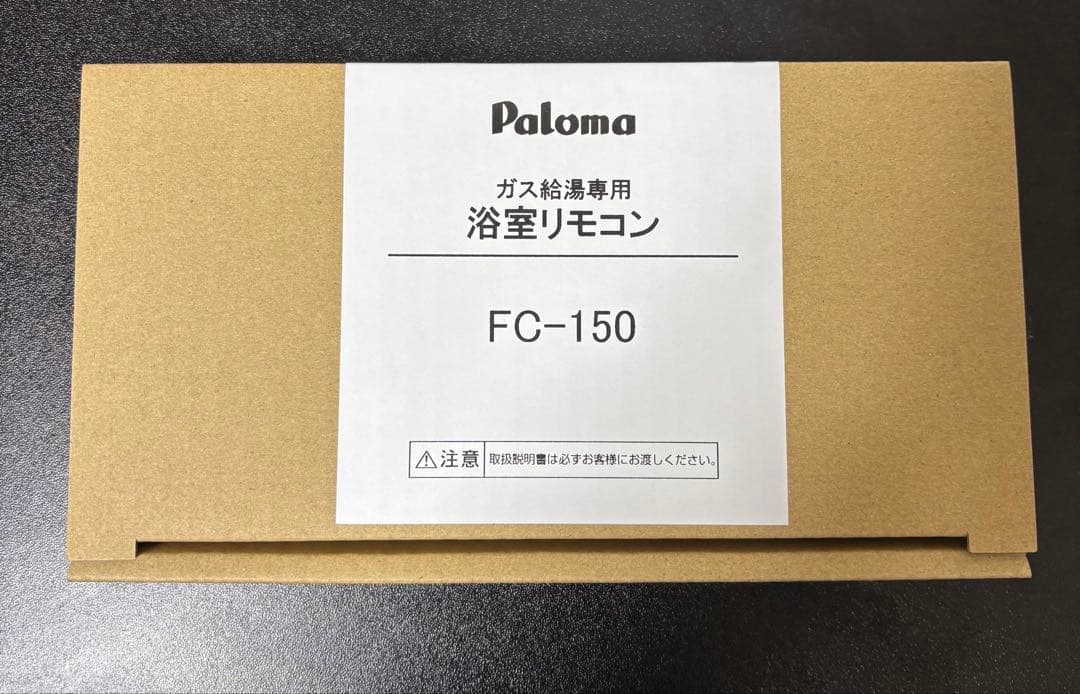 Paloma
ガス給湯専用
浴室リモコン
FC-150
⚠注意 取扱説明書は必ずお客様にお渡しください。